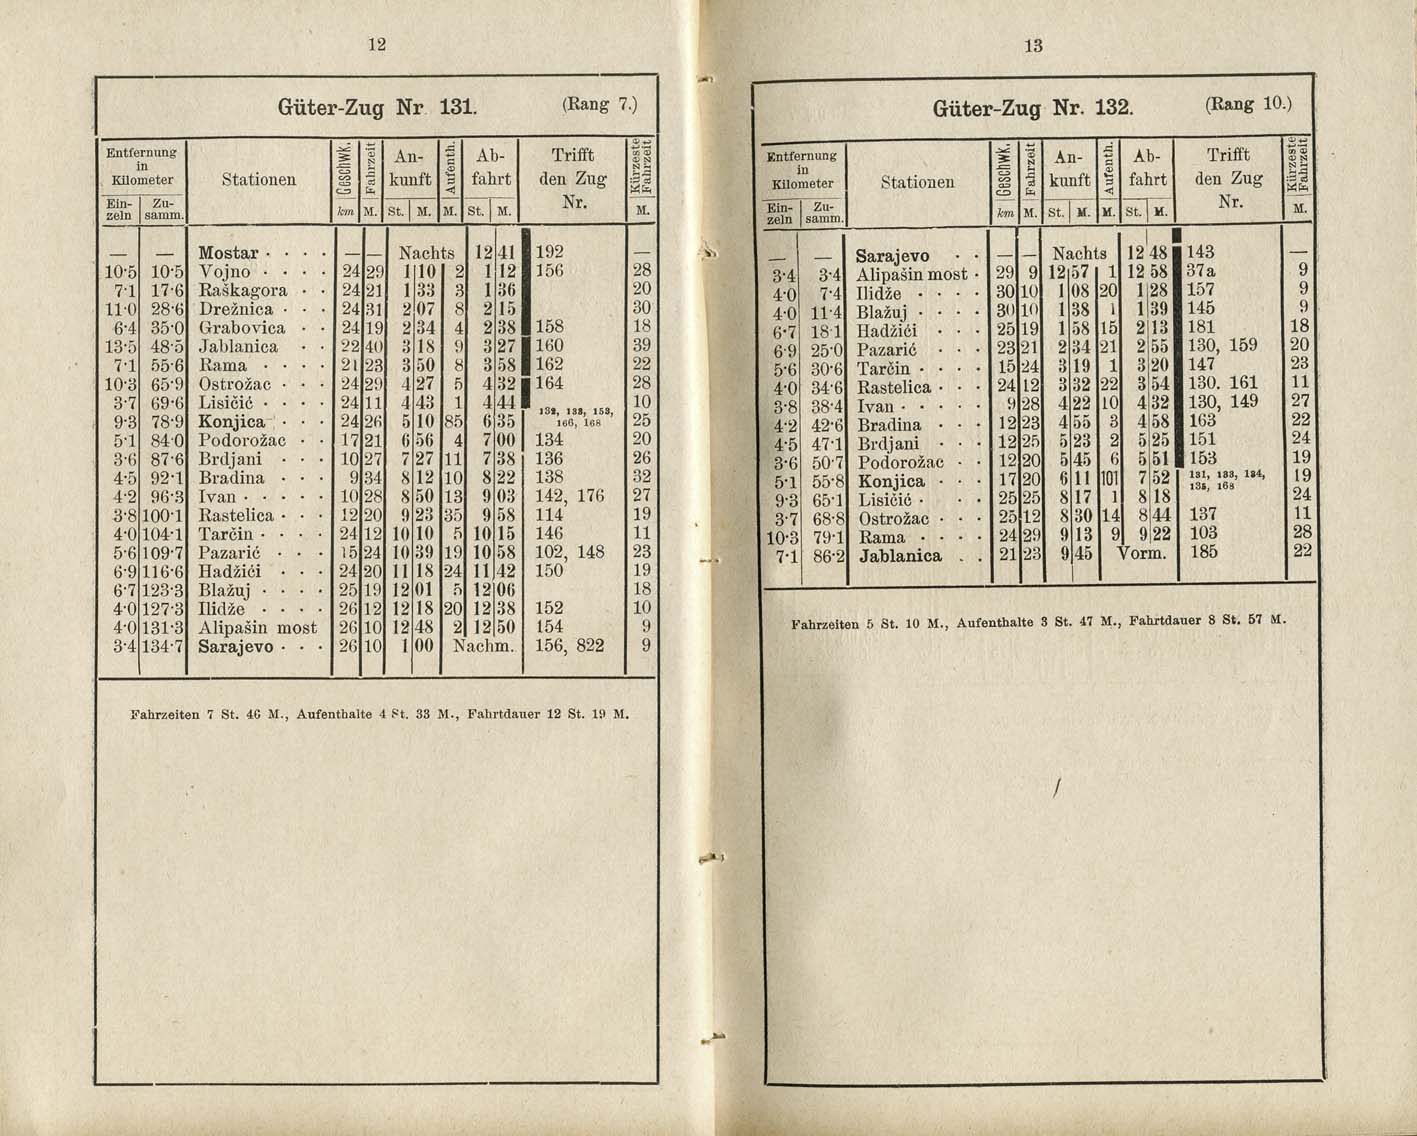 12
Güter-Zug Nr 131. (Rang 7.)
Entfernung in Kilometer Stationen Geschwk. Fahrzeit An- kunft Aufenth. Ab- fahrt Trifft den Zug Nr. Kürzeste Fahrzeit
Ein- zeln Zu- samm. km M. St. M. M. St. M. M.
— — Mostar — — Nachts 12 41 192 —
10·5 10·5 Vojno 24 29 1 10 2 1 12 156 28
7·1 17·6 Raškagora 24 21 1 33 3 1 36 20
11·0 28·6 Drežnica 24 31 2 07 8 2 15 30
6·4 35·0 Grabovica 24 19 2 34 4 2 38 158 18
13·5 48·5 Jablanica 22 40 3 18 9 3 27 160 39
7·1 55·6 Rama 21 23 3 50 8 3 58 162 22
10·3 65·9 Ostrožac 24 29 4 27 5 4 32 164 28
3·7 69·6 Lisičić 24 11 4 43 1 4 44 10
9·3 78·9 Konjica 24 26 5 10 85 6 35 132, 133, 153, 166, 168 25
5·1 84·0 Podorožac 17 21 6 56 4 7 00 134 20
3·6 87·6 Brdjani 10 27 7 27 11 7 38 136 26
4·5 92·1 Bradina 9 34 8 12 10 8 22 138 32
4·2 96·3 Ivan 10 28 8 50 13 9 03 142, 176 27
3·8 100·1 Rastelica 12 20 9 23 35 9 58 114 19
4·0 104·1 Tarčin 24 12 10 10 5 10 15 146 11
5·6 109·7 Pazarić 15 24 10 39 19 10 58 102, 148 23
6·9 116·6 Hadžići 24 20 11 18 24 11 42 150 19
6·7 123·3 Blažuj 25 19 12 01 5 12 06 18
4·0 127·3 Ilidže 26 12 12 18 20 12 38 152 10
4·0 131·3 Alipašin most 26 10 12 48 2 12 50 154 9
3·4 134·7 Sarajevo 26 10 1 00 Nachm. 156, 822 9
Fahrzeiten 7 St. 46 M., Aufenthalte 4 St. 33 M., Fahrtdauer 12 St. 19 M.
13
Güter-Zug Nr. 132. (Rang 10.)
Entfernung in Kilometer Stationen Geschwk. Fahrzeit An- kunft Aufenth. Ab- fahrt Trifft den Zug Nr. Kürzeste Fahrzeit
Ein- zeln Zu- samm. km M. St. M. M. St. M. M.
— — Sarajevo — — Nachts 12 48 143 —
3·4 3·4 Alipašin most 29 9 12 57 1 12 58 37a 9
4·0 7·4 Ilidže 30 10 1 08 20 1 28 157 9
4·0 11·4 Blažuj 30 10 1 38 1 1 39 145 9
6·7 18·1 Hadžići 25 19 1 58 15 2 13 181 18
6·9 25·0 Pazarić 23 21 2 34 21 2 55 130, 159 20
5·6 30·6 Tarčin 15 24 3 19 1 3 20 147 23
4·0 34·6 Rastelica 24 12 3 32 22 3 54 130. 161 11
3·8 38·4 Ivan 9 28 4 22 10 4 32 130, 149 27
4·2 42·6 Bradina 12 23 4 55 3 4 58 163 22
4·5 47·1 Brdjani 12 25 5 23 2 5 25 151 24
3·6 50·7 Podorožac 12 20 5 45 6 5 51 153 19
5·1 55·8 Konjica 17 20 6 11 101 7 52 131, 133, 134, 135, 168 19
9·3 65·1 Lisičić 25 25 8 17 1 8 18 24
3·7 68·8 Ostrožac 25 12 8 30 14 8 44 137 11
10·3 79·1 Rama 24 29 9 13 9 9 22 103 28
7·1 86·2 Jablanica 21 23 9 45 Vorm. 185 22
Fahrzeiten 5 St. 10 M., Aufenthalte 3 St. 47 M., Fahrtdauer 8 St. 57 M.